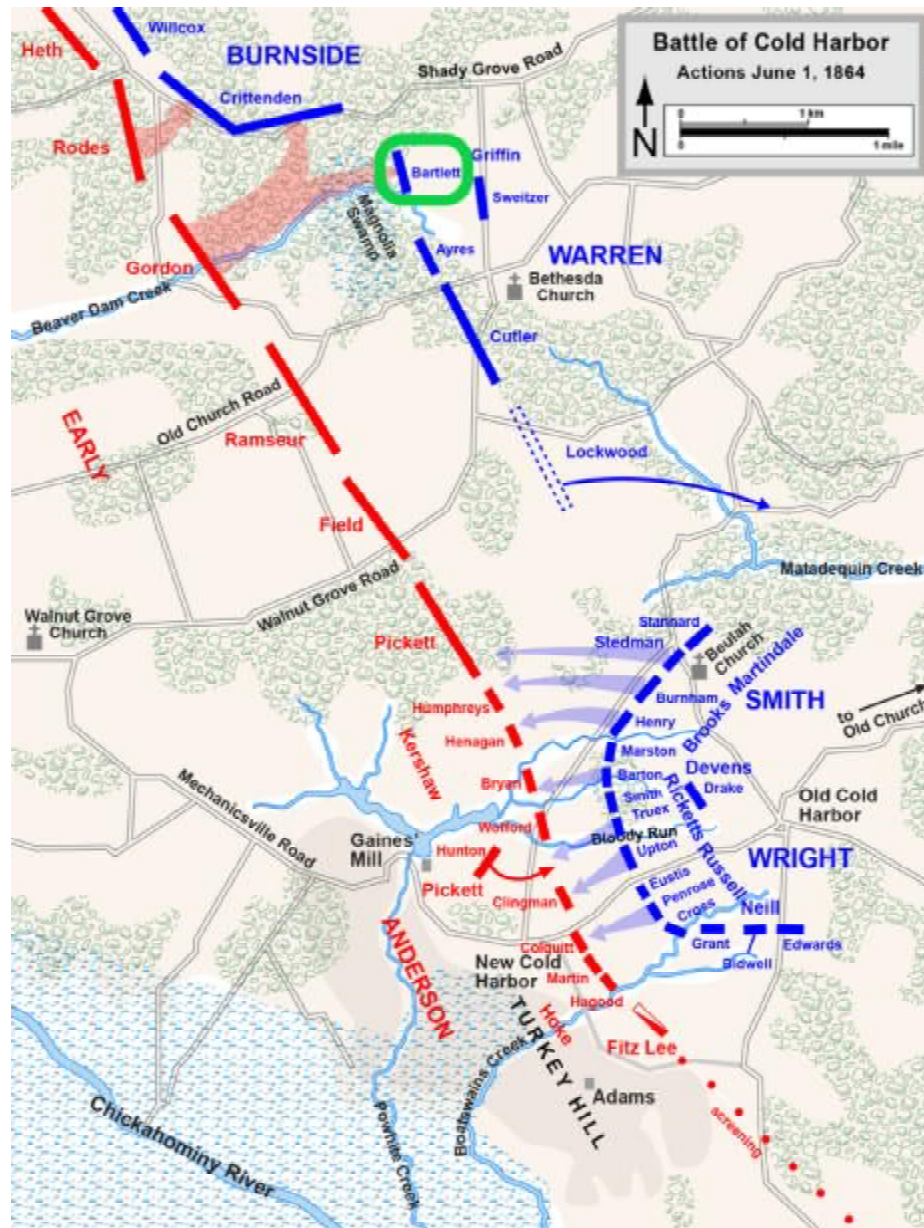 Battle of Cold Harbor
Actions June 1, 1864
N
0
1 km
0
1 mile
Willcox
Heth
BURNSIDE
Shady Grove Road
Crittenden
Rodes
Griffin
Bartlett
Sweitzer
Magnolia
Swamp
Ayres
WARREN
Gordon
Bethesda
Church
Beaver Dam Creek
Cutler
EARLY
Old Church Road
Ramseur
Lockwood
Field
Matadequin Creek
Walnut Grove
Church
Walnut Grove Road
Pickett
Stannard
Stedman
Beulah
Church
Martindale
SMITH
Burnham
Brooks
to
Old Church
Humphreys
Henry
Henagan
Kershaw
Marston
Devens
Bryan
Barton
Drake
Mechanicsville Road
Smith
Ricketts
Truex
Old Cold
Harbor
Wofford
Bloody Run
Gaines'
Mill
Hunton
Upton
WRIGHT
Russell
Pickett
Eustis
Clingman
Penrose
Neill
Cross
ANDERSON
Colquitt
Grant
Edwards
Bidwell
New Cold
Harbor
Martin
Hagood
Hoke
TURKEY HILL
Fitz Lee
Boatswains Creek
Adams
screening
Chickahominy River
Powhite Creek